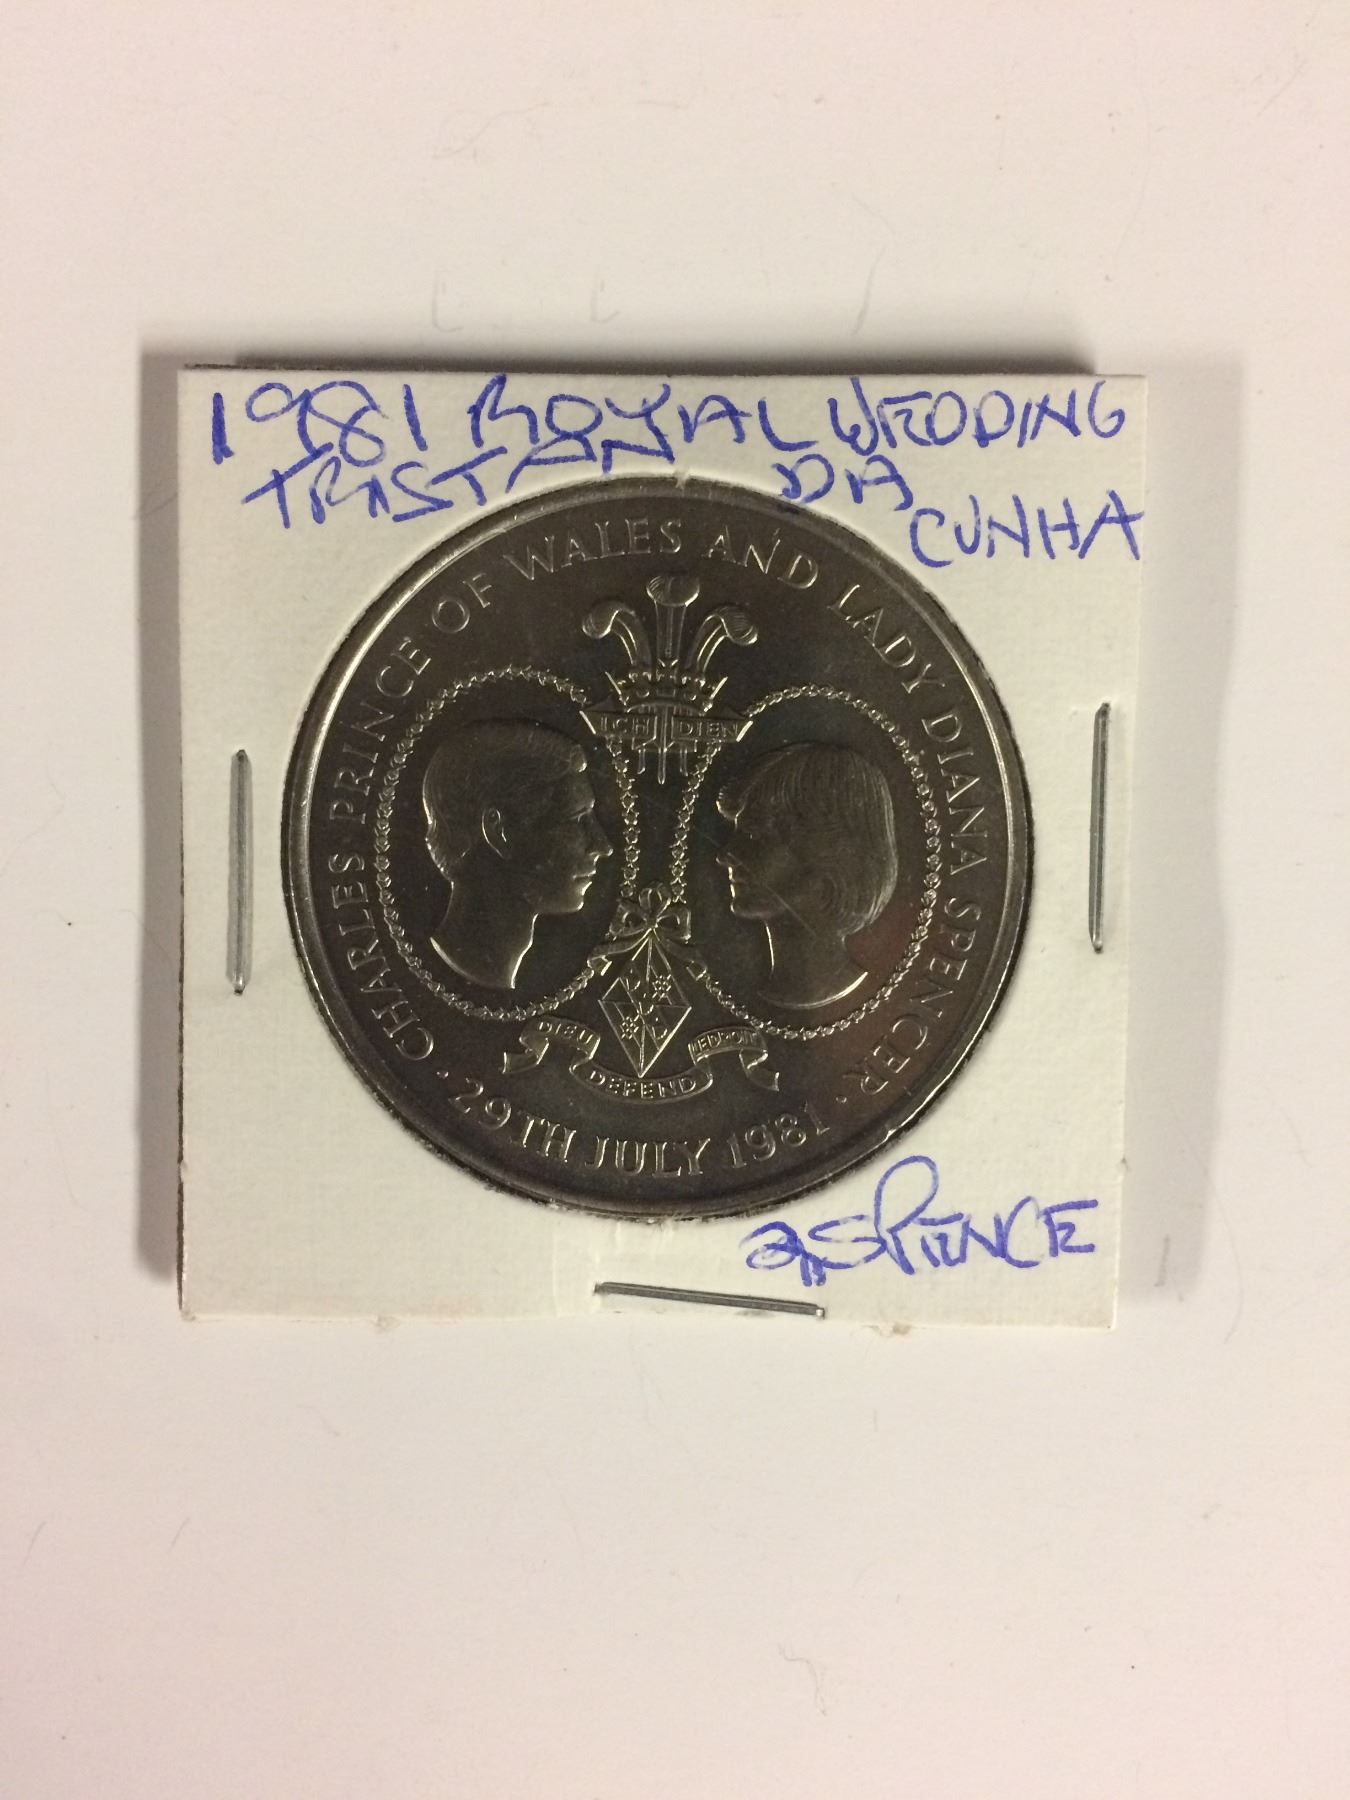 1981 ROYAL WEDDING
TRISTAN DA
CUNHA
CHARLES PRINCE OF WALES AND LADY DIANA SPENCER
ICH DIEN
DIEU DEFEND LE DROIT
· 29TH JULY 1981 ·
25 PENCE